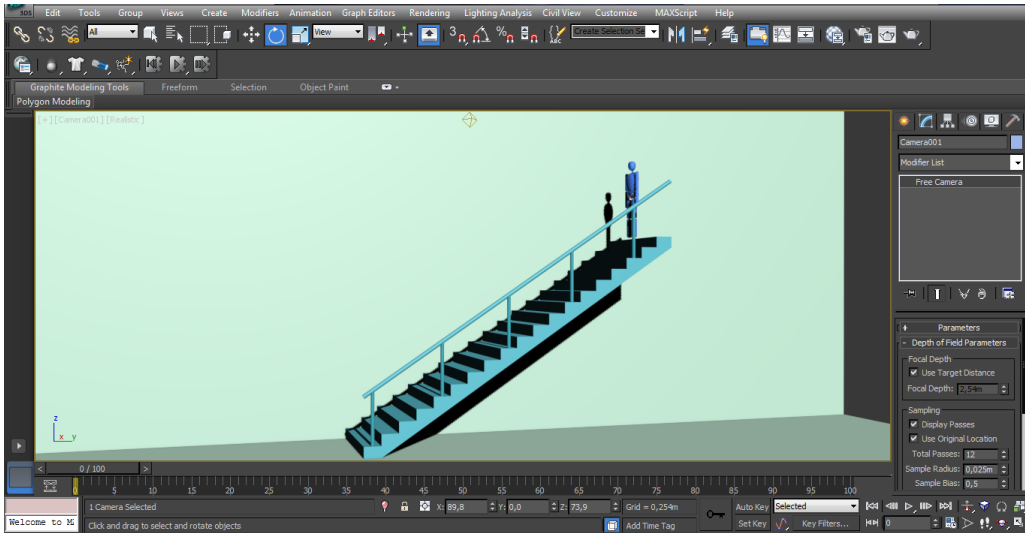 3DS Edit Tools Group Views Create Modifiers Animation Graph Editors Rendering Lighting Analysis Civil View Customize MAXScript Help
All View 3 Create Selection Se
Graphite Modeling Tools Freeform Selection Object Paint
Polygon Modeling
[+] [Camera001] [Realistic]
Camera001
Modifier List
Free Camera
+ Parameters
- Depth of Field Parameters
Focal Depth
Use Target Distance
Focal Depth: 2,54m
Sampling
Display Passes
Use Original Location
Total Passes: 12
Sample Radius: 0,025m
Sample Bias: 0,5
z
x y
< 0 / 100 >
0 5 10 15 20 25 30 35 40 45 50 55 60 65 70 75 80 85 90 95 100
1 Camera Selected X: 89,8 Y: 0,0 Z: 73,9 Grid = 0,254m Auto Key Selected
Welcome to M Click and drag to select and rotate objects Add Time Tag Set Key Key Filters... 0